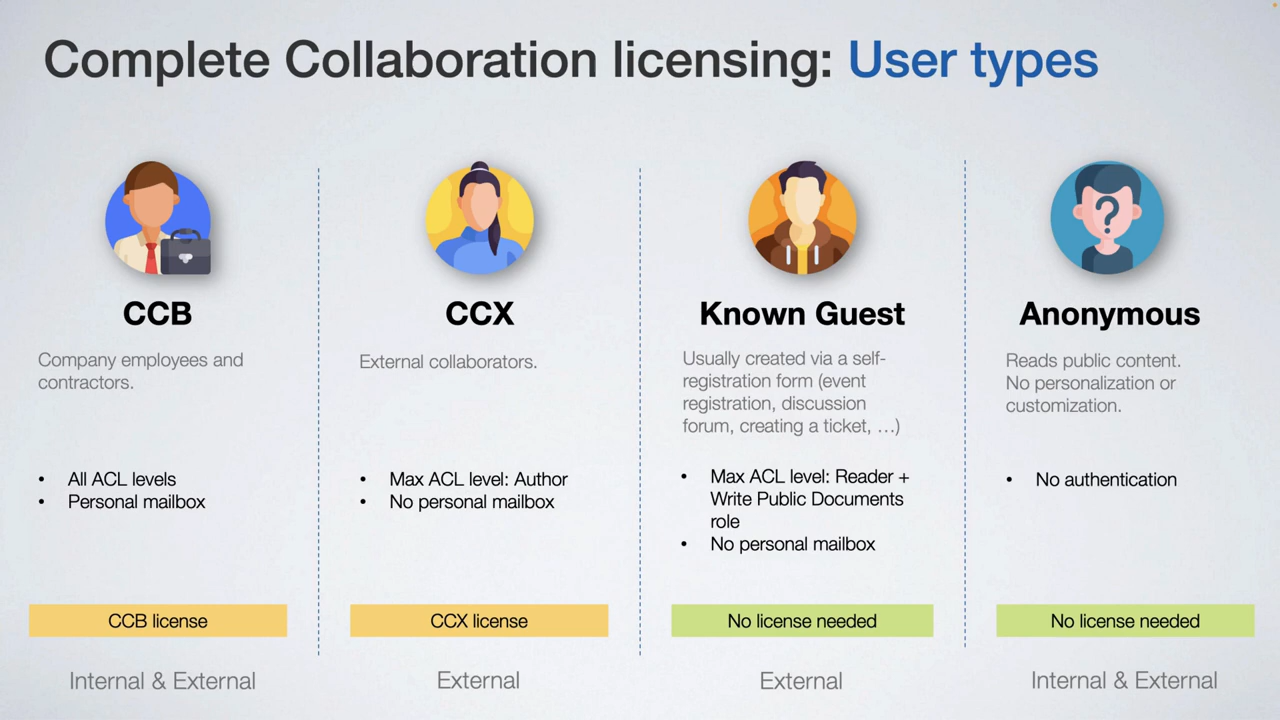 Complete Collaboration licensing: User types
CCB
Company employees and
contractors.
• All ACL levels
• Personal mailbox
CCB license
Internal & External
CCX
External collaborators.
• Max ACL level: Author
• No personal mailbox
CCX license
External
Known Guest
Usually created via a self-
registration form (event
registration, discussion
forum, creating a ticket, …)
• Max ACL level: Reader +
Write Public Documents
role
• No personal mailbox
No license needed
External
Anonymous
Reads public content.
No personalization or
customization.
• No authentication
No license needed
Internal & External